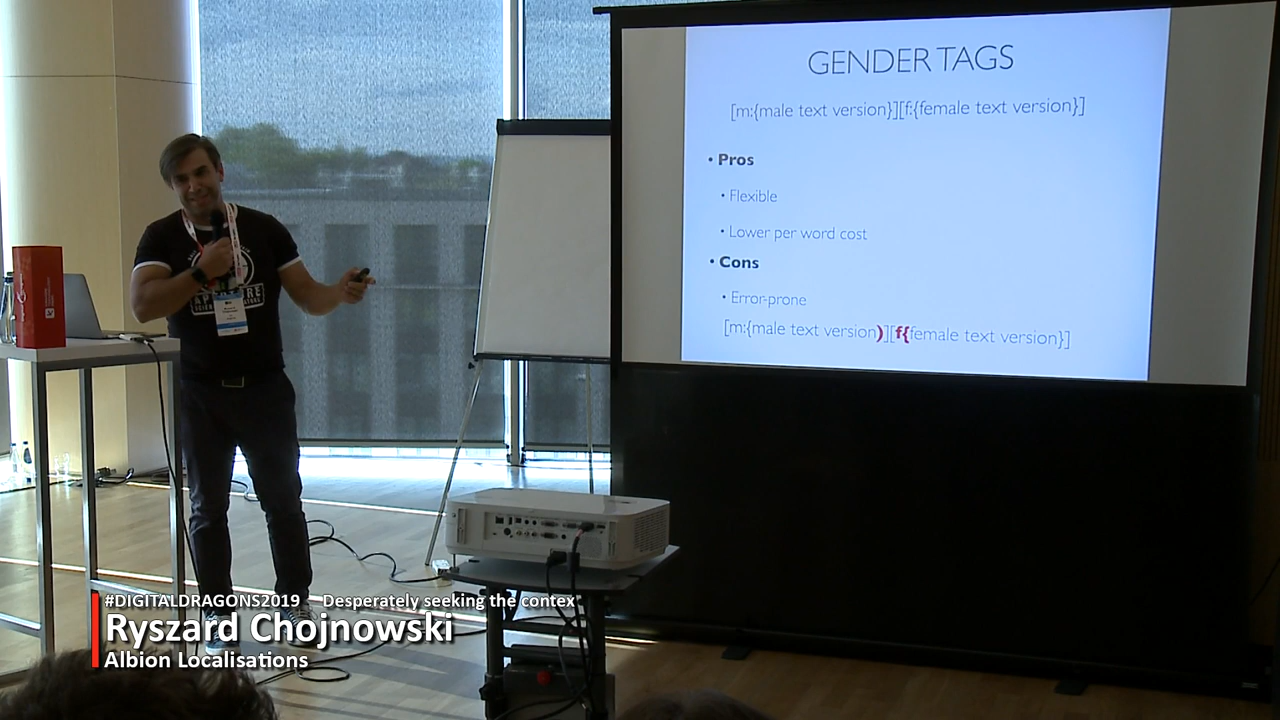 GENDER TAGS
[m:{male text version}][f:{female text version}]
• Pros
• Flexible
• Lower per word cost
• Cons
• Error-prone
[m:{male text version)][f{female text version}]
APERTURE
#DIGITALDRAGONS2019 Desperately seeking the contex
Ryszard Chojnowski
Albion Localisations